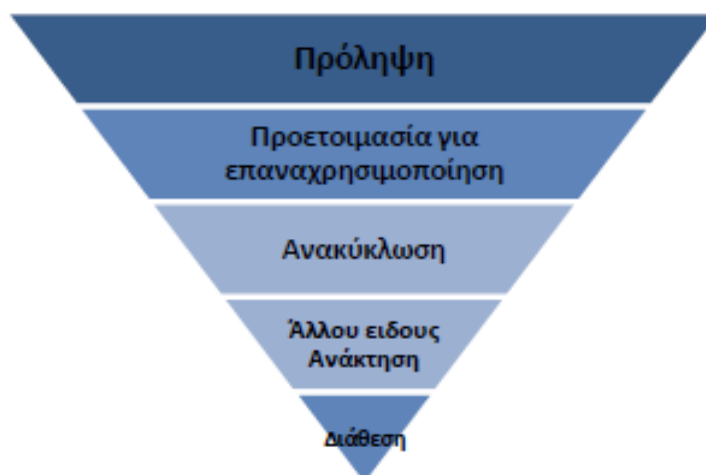 Πρόληψη
Προετοιμασία για
επαναχρησιμοποίηση
Ανακύκλωση
Άλλου ειδους
Ανάκτηση
Διάθεση